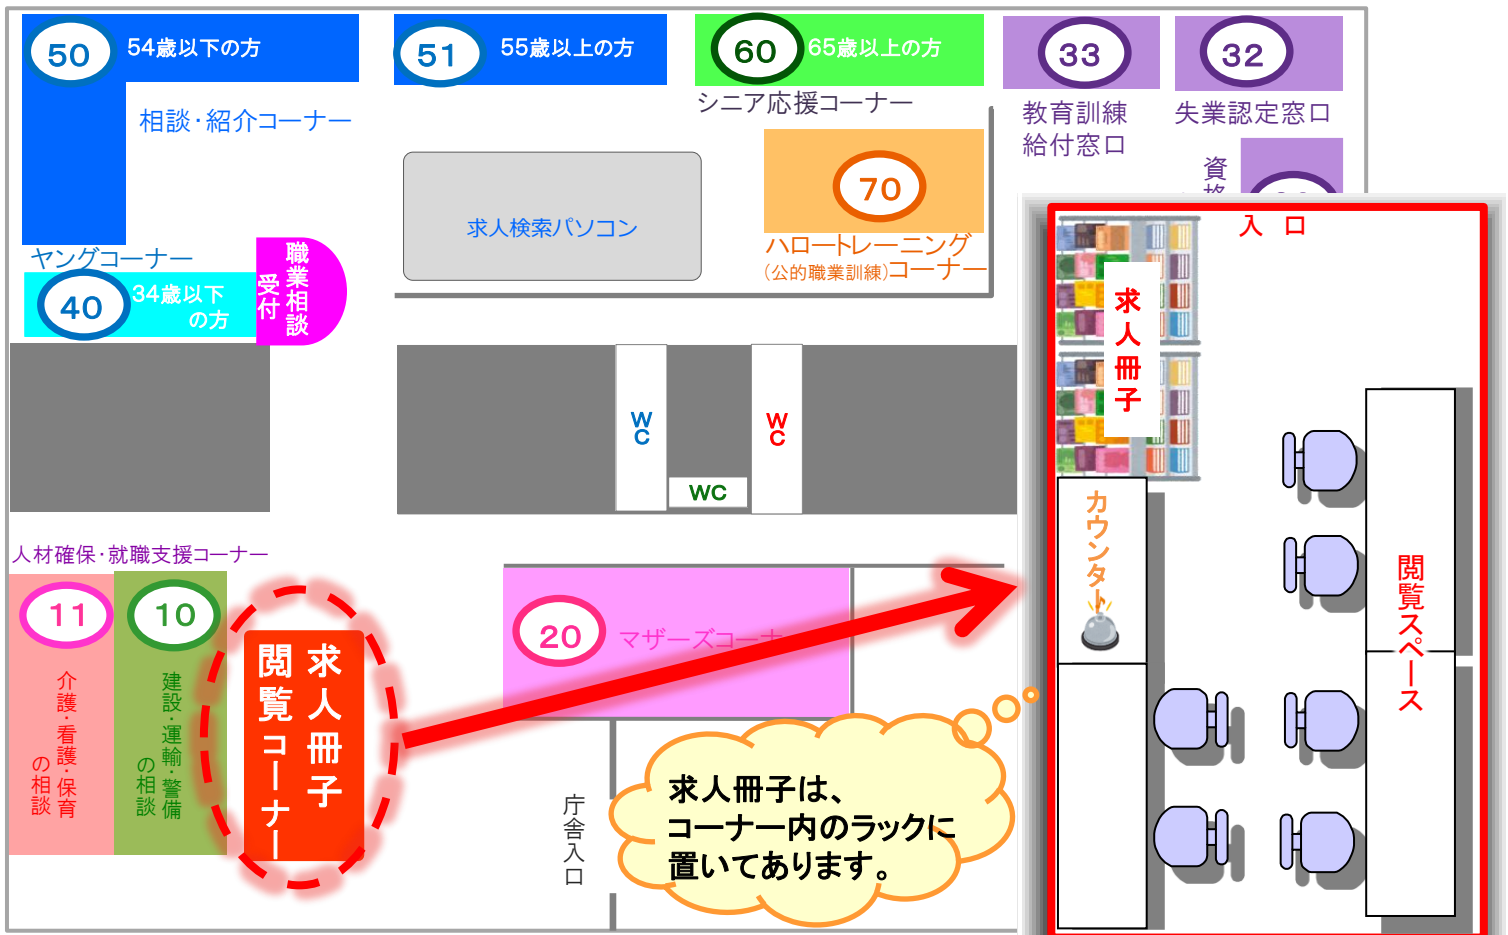 50
54歳以下の方
51
55歳以上の方
60
65歳以上の方
33
32
相談・紹介コーナー
シニア応援コーナー
教育訓練
給付窓口
失業認定窓口
資格
70
求人検索パソコン
ハロートレーニング
(公的職業訓練)コーナー
ヤングコーナー
40
34歳以下
の方
職業相談
受付
WC
WC
WC
人材確保・就職支援コーナー
11
介護・看護・保育
の相談
10
建設・運輸・警備
の相談
求人冊子
閲覧コーナー
20
マザーズコーナ
庁舎入口
求人冊子は、
コーナー内のラックに
置いてあります。
入口
求人冊子
カウンター
閲覧スペース